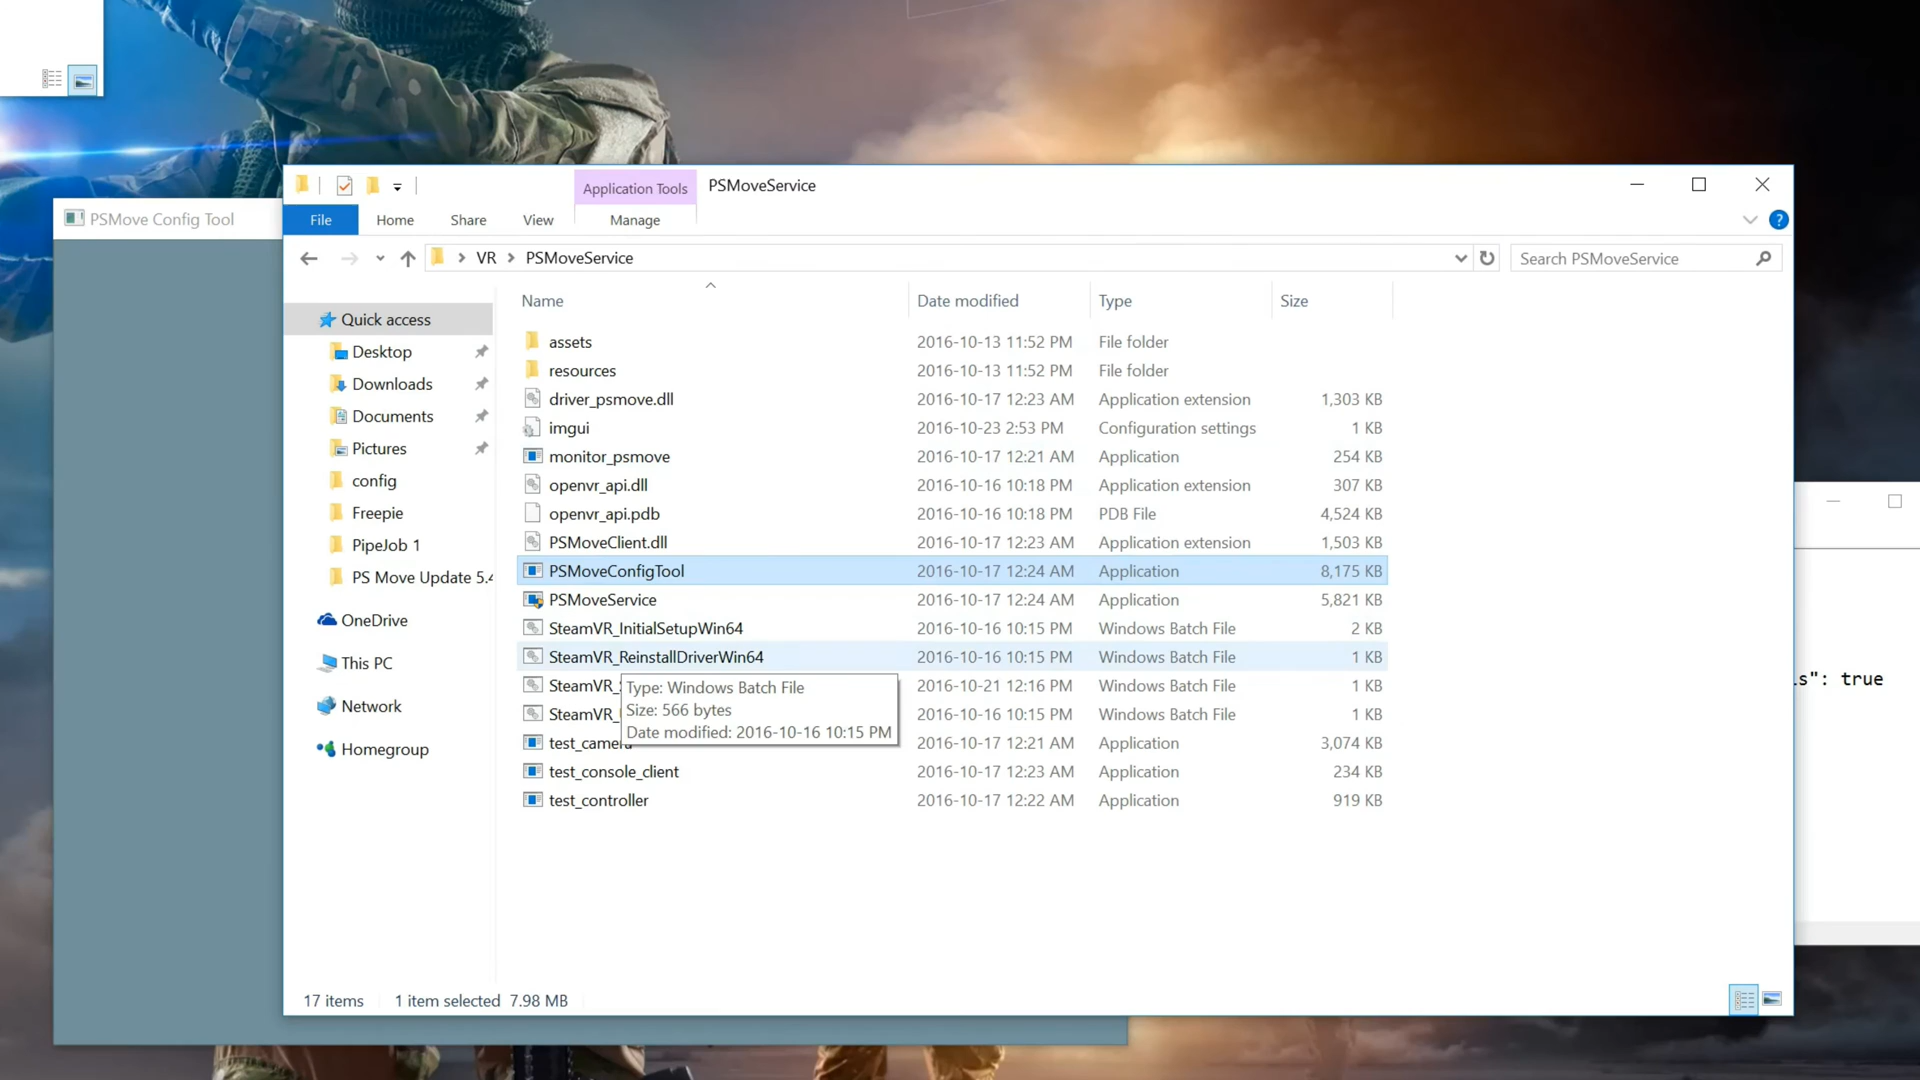 PSMove Config Tool
Application Tools
PSMoveService
File
Home
Share
View
Manage
VR
PSMoveService
Search PSMoveService
Name
Date modified
Type
Size
Quick access
Desktop
Downloads
Documents
Pictures
config
Freepie
PipeJob 1
PS Move Update 5.4
OneDrive
This PC
Network
Homegroup
assets 2016-10-13 11:52 PM File folder
resources 2016-10-13 11:52 PM File folder
driver_psmove.dll 2016-10-17 12:23 AM Application extension 1,303 KB
imgui 2016-10-23 2:53 PM Configuration settings 1 KB
monitor_psmove 2016-10-17 12:21 AM Application 254 KB
openvr_api.dll 2016-10-16 10:18 PM Application extension 307 KB
openvr_api.pdb 2016-10-16 10:18 PM PDB File 4,524 KB
PSMoveClient.dll 2016-10-17 12:23 AM Application extension 1,503 KB
PSMoveConfigTool 2016-10-17 12:24 AM Application 8,175 KB
PSMoveService 2016-10-17 12:24 AM Application 5,821 KB
SteamVR_InitialSetupWin64 2016-10-16 10:15 PM Windows Batch File 2 KB
SteamVR_ReinstallDriverWin64 2016-10-16 10:15 PM Windows Batch File 1 KB
SteamVR_ 2016-10-21 12:16 PM Windows Batch File 1 KB
SteamVR_ 2016-10-16 10:15 PM Windows Batch File 1 KB
test_camera 2016-10-17 12:21 AM Application 3,074 KB
test_console_client 2016-10-17 12:23 AM Application 234 KB
test_controller 2016-10-17 12:22 AM Application 919 KB
Type: Windows Batch File
Size: 566 bytes
Date modified: 2016-10-16 10:15 PM
s": true
17 items
1 item selected 7.98 MB